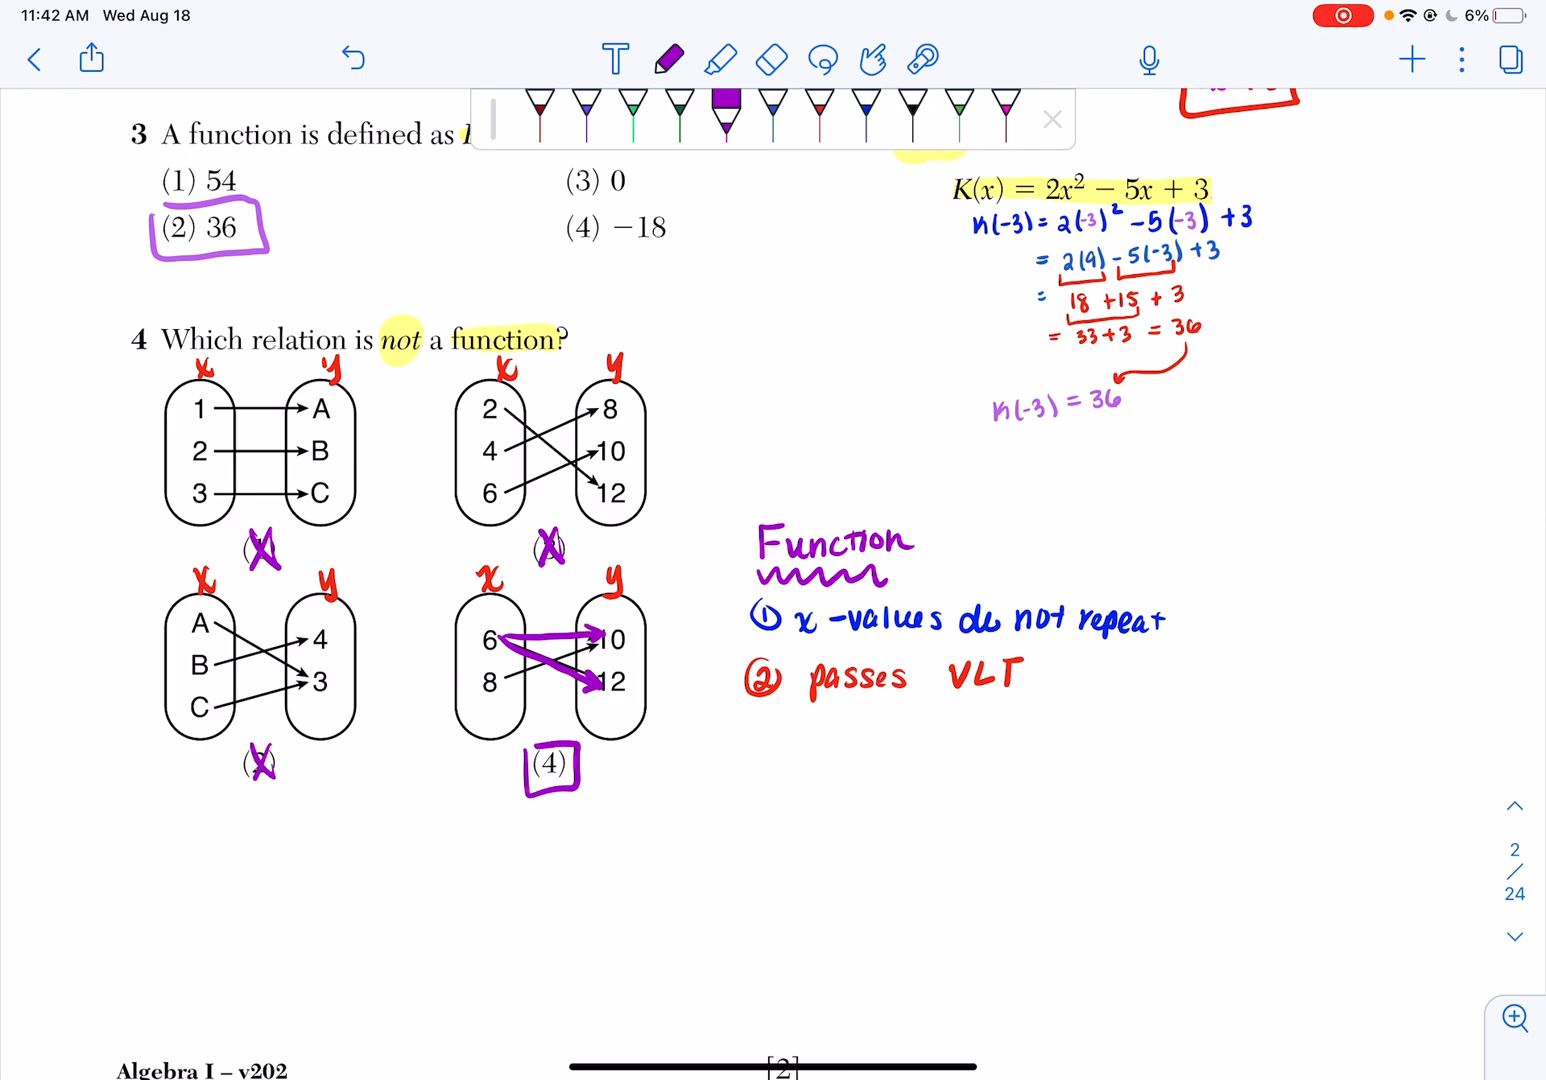 11:42 AM Wed Aug 18
6%
3 A function is defined as
(1) 54
(3) 0
(2) 36
(4) −18
K(x) = 2x² − 5x + 3
K(-3) = 2(-3)² -5(-3) +3
= 2(9) -5(-3) +3
= 18 +15 + 3
= 33+3 = 36
K(-3) = 36
4 Which relation is not a function?
x y x y
1 A 2 8
2 B 4 10
3 C 6 12
x y x y
A 4 6 10
B 3 8 12
C
(4)
Function
① x -values do not repeat
② passes VLT
2
/
24
Algebra I – v202
[2]